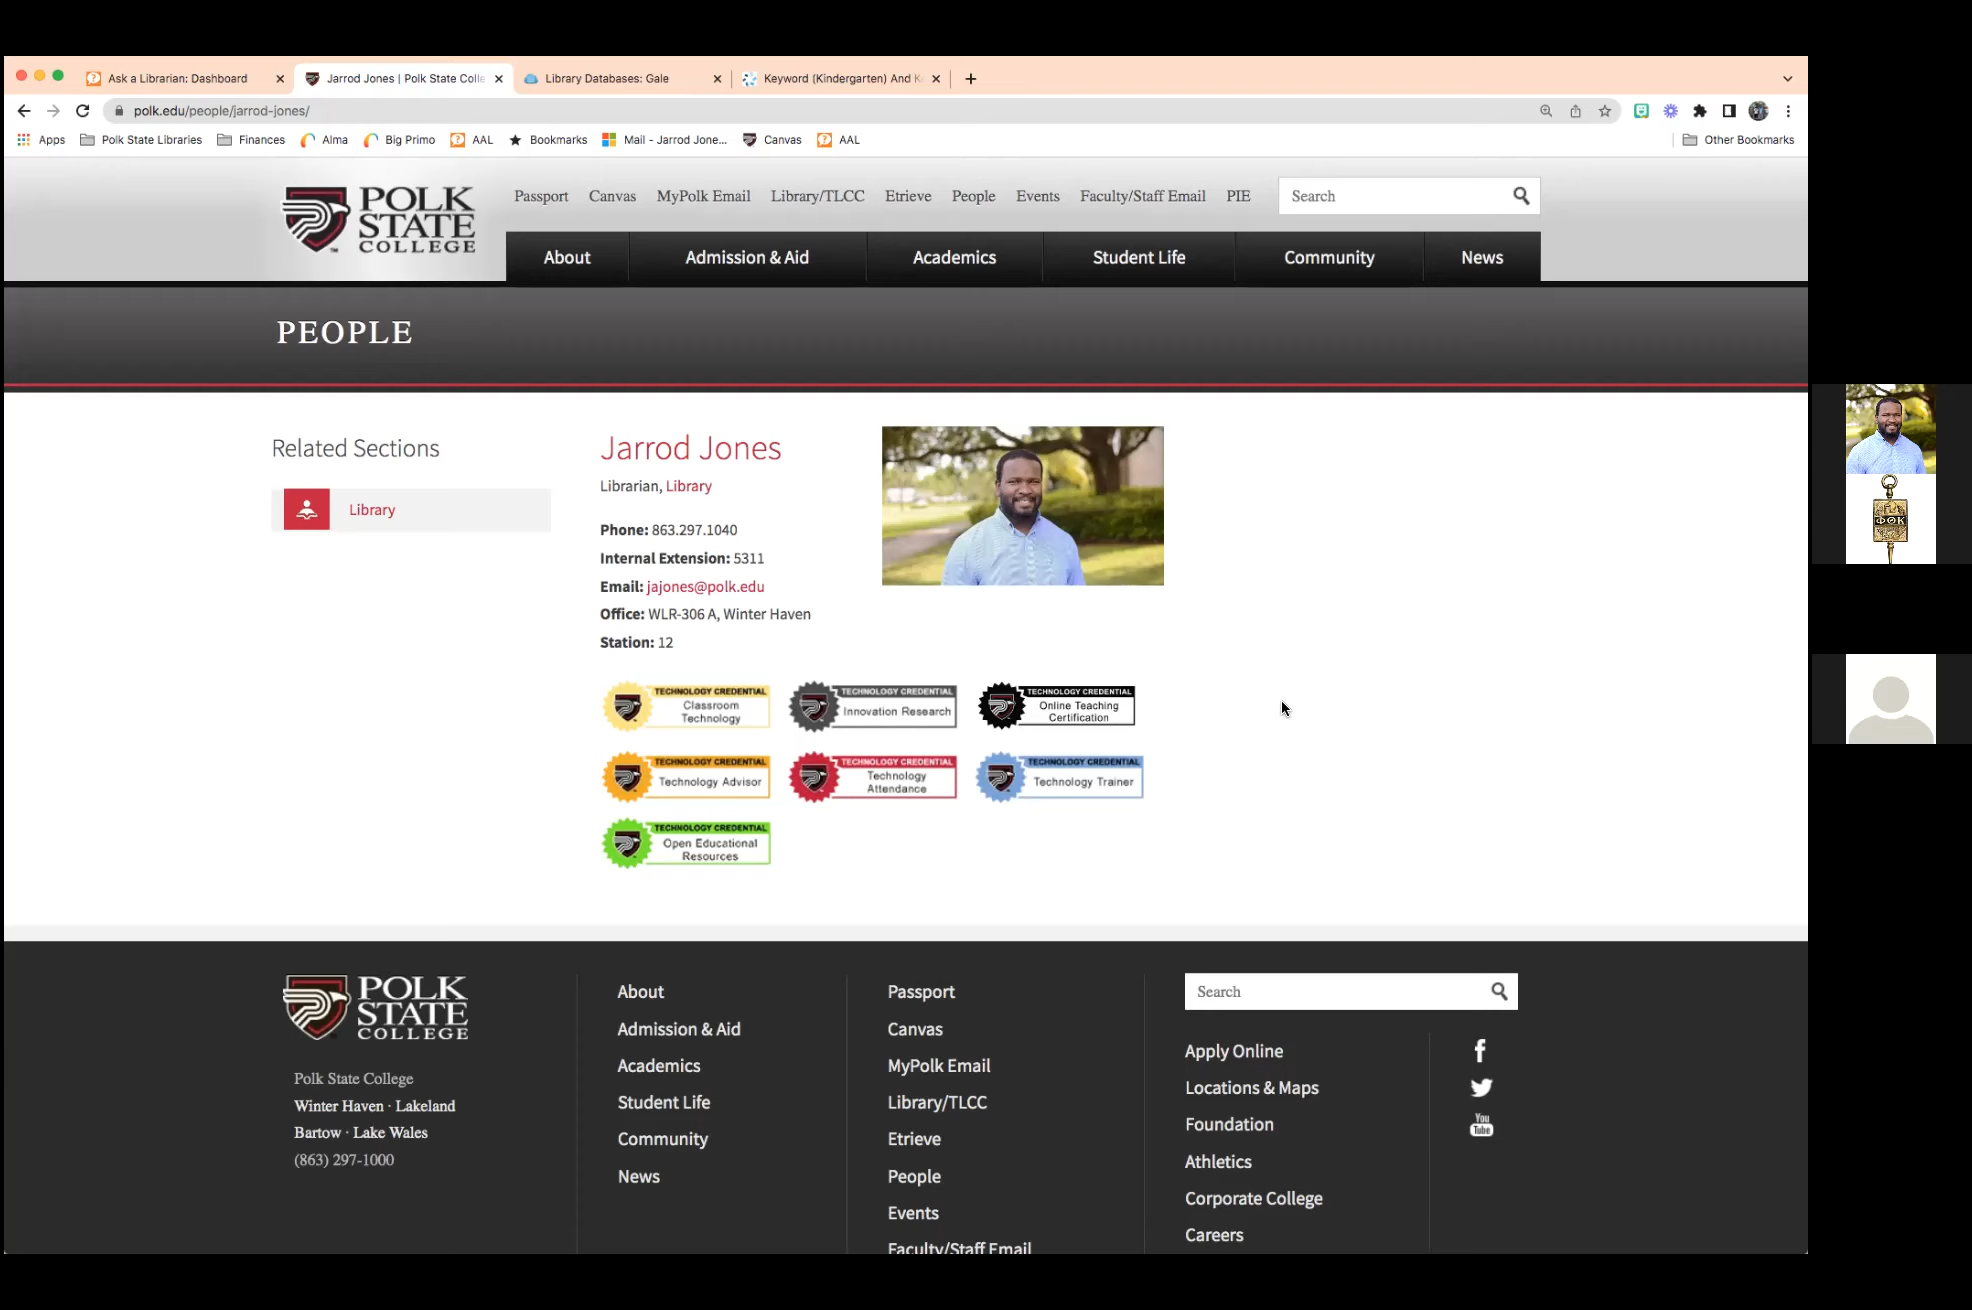 Ask a Librarian: Dashboard
Jarrod Jones | Polk State Colle
Library Databases: Gale
Keyword (Kindergarten) And K
polk.edu/people/jarrod-jones/
Apps Polk State Libraries Finances Alma Big Primo AAL Bookmarks Mail - Jarrod Jone... Canvas AAL Other Bookmarks
POLK
STATE
COLLEGE
Passport Canvas MyPolk Email Library/TLCC Etrieve People Events Faculty/Staff Email PIE Search
About Admission & Aid Academics Student Life Community News
PEOPLE
Related Sections
Library
Jarrod Jones
Librarian, Library
Phone: 863.297.1040
Internal Extension: 5311
Email: jajones@polk.edu
Office: WLR-306 A, Winter Haven
Station: 12
TECHNOLOGY CREDENTIAL
Classroom
Technology
TECHNOLOGY CREDENTIAL
Innovation Research
TECHNOLOGY CREDENTIAL
Online Teaching
Certification
TECHNOLOGY CREDENTIAL
Technology Advisor
TECHNOLOGY CREDENTIAL
Technology
Attendance
TECHNOLOGY CREDENTIAL
Technology Trainer
TECHNOLOGY CREDENTIAL
Open Educational
Resources
ΦΘΚ
POLK
STATE
COLLEGE
Polk State College
Winter Haven · Lakeland
Bartow · Lake Wales
(863) 297-1000
About
Admission & Aid
Academics
Student Life
Community
News
Passport
Canvas
MyPolk Email
Library/TLCC
Etrieve
People
Events
Faculty/Staff Email
Search
Apply Online
Locations & Maps
Foundation
Athletics
Corporate College
Careers
You
Tube